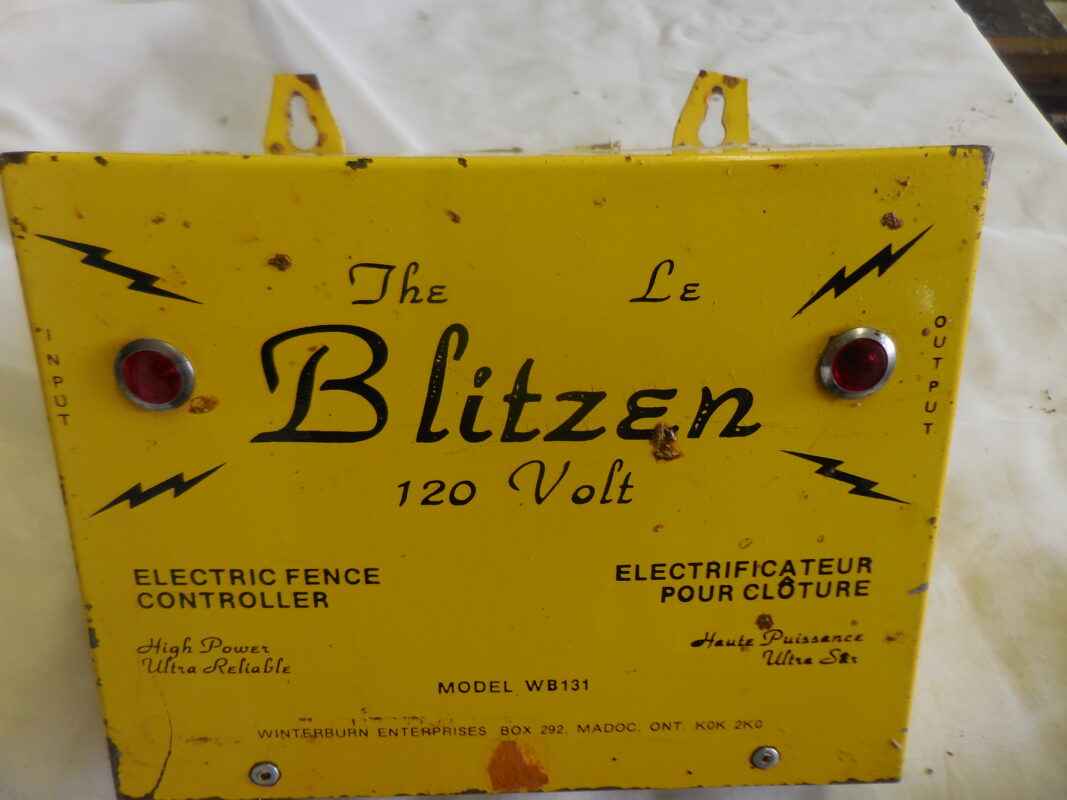 The Le
Blitzen
120 Volt
INPUT
OUTPUT
ELECTRIC FENCE
CONTROLLER
ELECTRIFICATEUR
POUR CLÔTURE
High Power
Ultra Reliable
Haute Puissance
Ultra Sûr
MODEL WB131
WINTERBURN ENTERPRISES BOX 292, MADOC, ONT. K0K 2K0